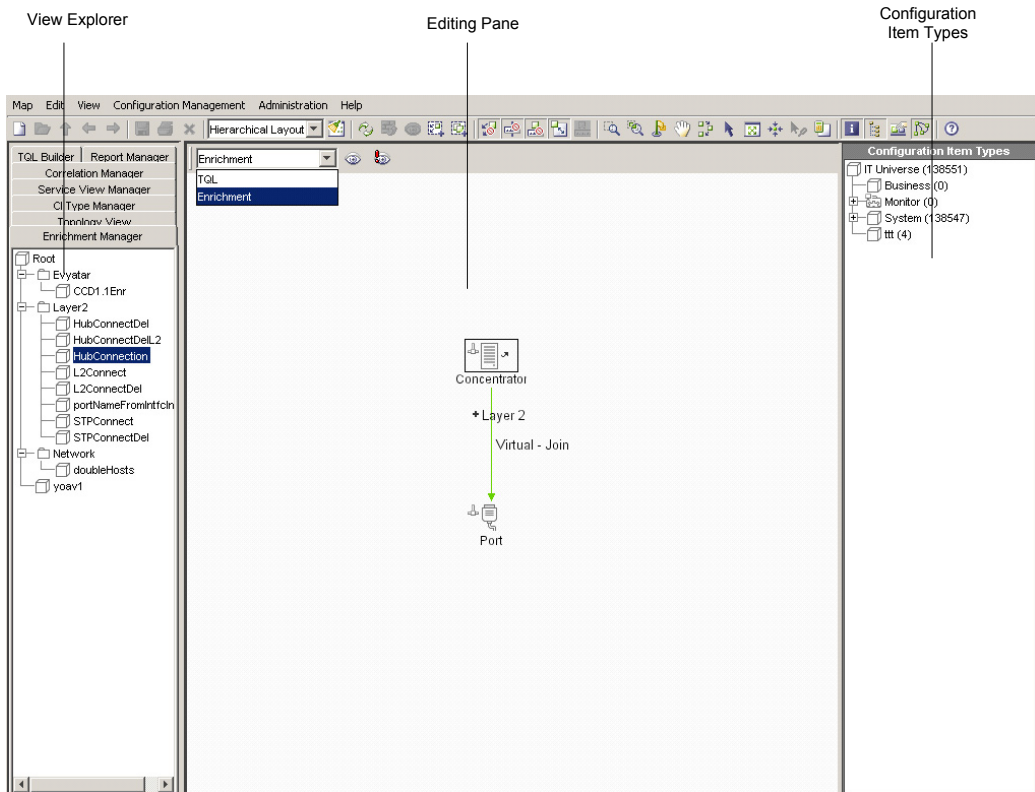 View Explorer
Editing Pane
Configuration
Item Types
Map Edit View Configuration Management Administration Help
Hierarchical Layout
TQL Builder Report Manager
Correlation Manager
Service View Manager
CI Type Manager
Topology View
Enrichment Manager
Root
Evyatar
CCD1.1Enr
Layer2
HubConnectDel
HubConnectDelL2
HubConnection
L2Connect
L2ConnectDel
portNameFromIntfcIn
STPConnect
STPConnectDel
Network
doubleHosts
yoav1
Enrichment
TQL
Enrichment
Concentrator
+Layer 2
Virtual - Join
Port
Configuration Item Types
IT Universe (138551)
Business (0)
Monitor (0)
System (138547)
ttt (4)